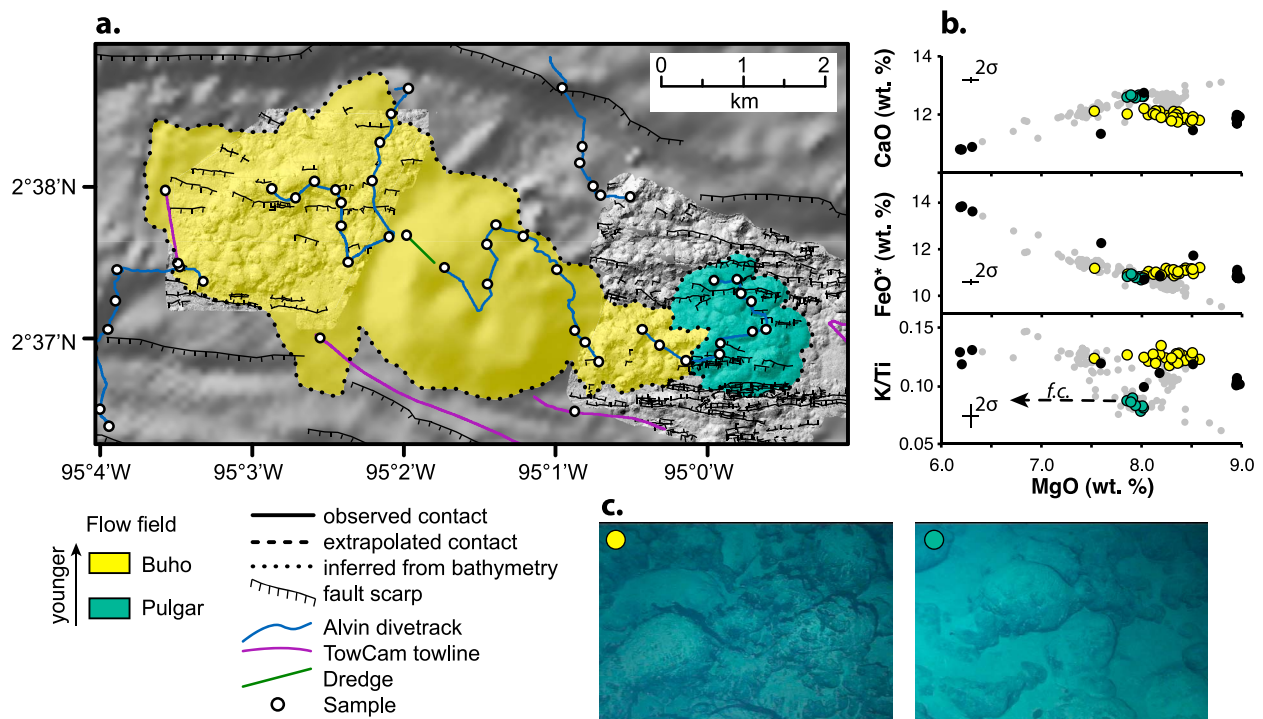 a.
0 1 2
km
2°38'N
2°37'N
95°4'W 95°3'W 95°2'W 95°1'W 95°0'W
b.
14
12
CaO (wt. %)
2σ
14
12
10
FeO* (wt. %)
2σ
0.15
0.10
0.05
K/Ti
f.c.
2σ
6.0 7.0 8.0 9.0
MgO (wt. %)
Flow field
younger
Buho
Pulgar
observed contact
extrapolated contact
inferred from bathymetry
fault scarp
Alvin divetrack
TowCam towline
Dredge
Sample
c.